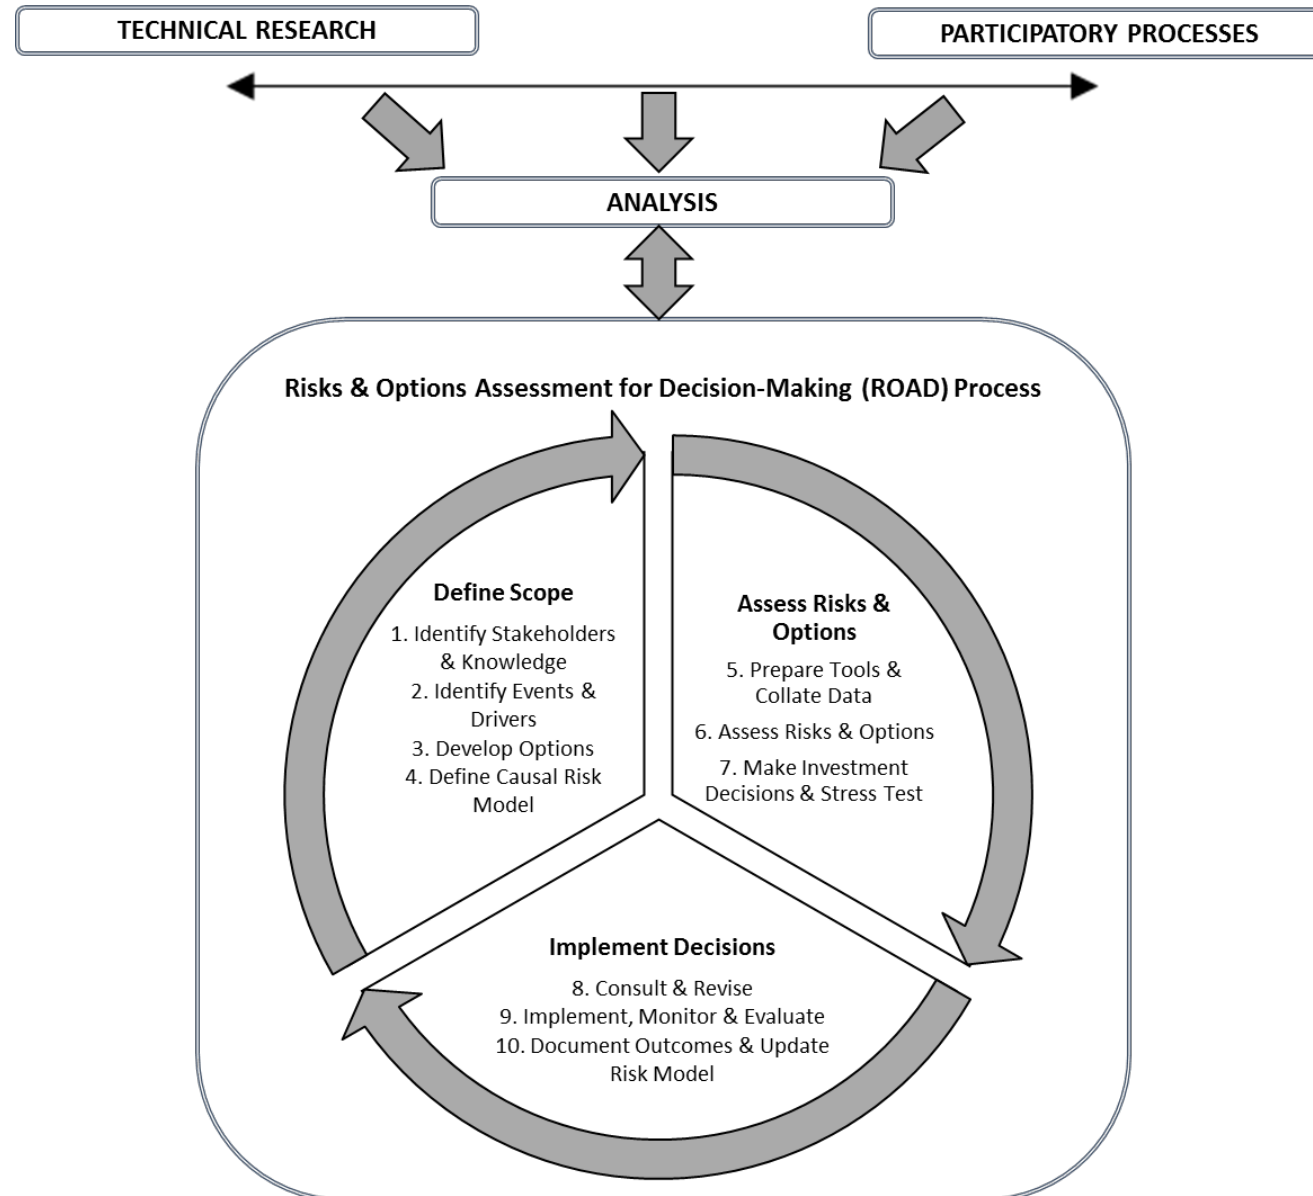 TECHNICAL RESEARCH
PARTICIPATORY PROCESSES
ANALYSIS
Risks & Options Assessment for Decision-Making (ROAD) Process
Define Scope
1. Identify Stakeholders
& Knowledge
2. Identify Events &
Drivers
3. Develop Options
4. Define Causal Risk
Model
Assess Risks &
Options
5. Prepare Tools &
Collate Data
6. Assess Risks & Options
7. Make Investment
Decisions & Stress Test
Implement Decisions
8. Consult & Revise
9. Implement, Monitor & Evaluate
10. Document Outcomes & Update
Risk Model